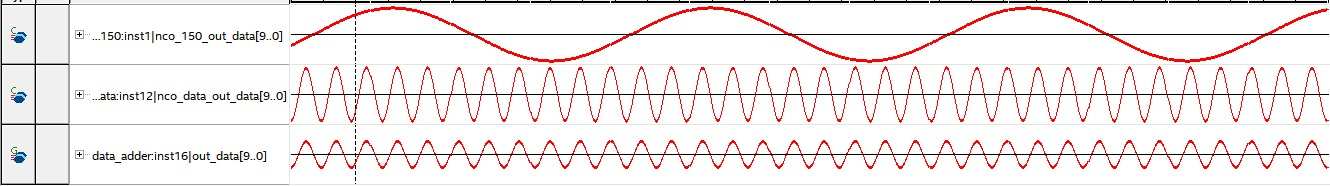 ...150:inst1|nco_150_out_data[9..0]
...ata:inst12|nco_data_out_data[9..0]
data_adder:inst16|out_data[9..0]